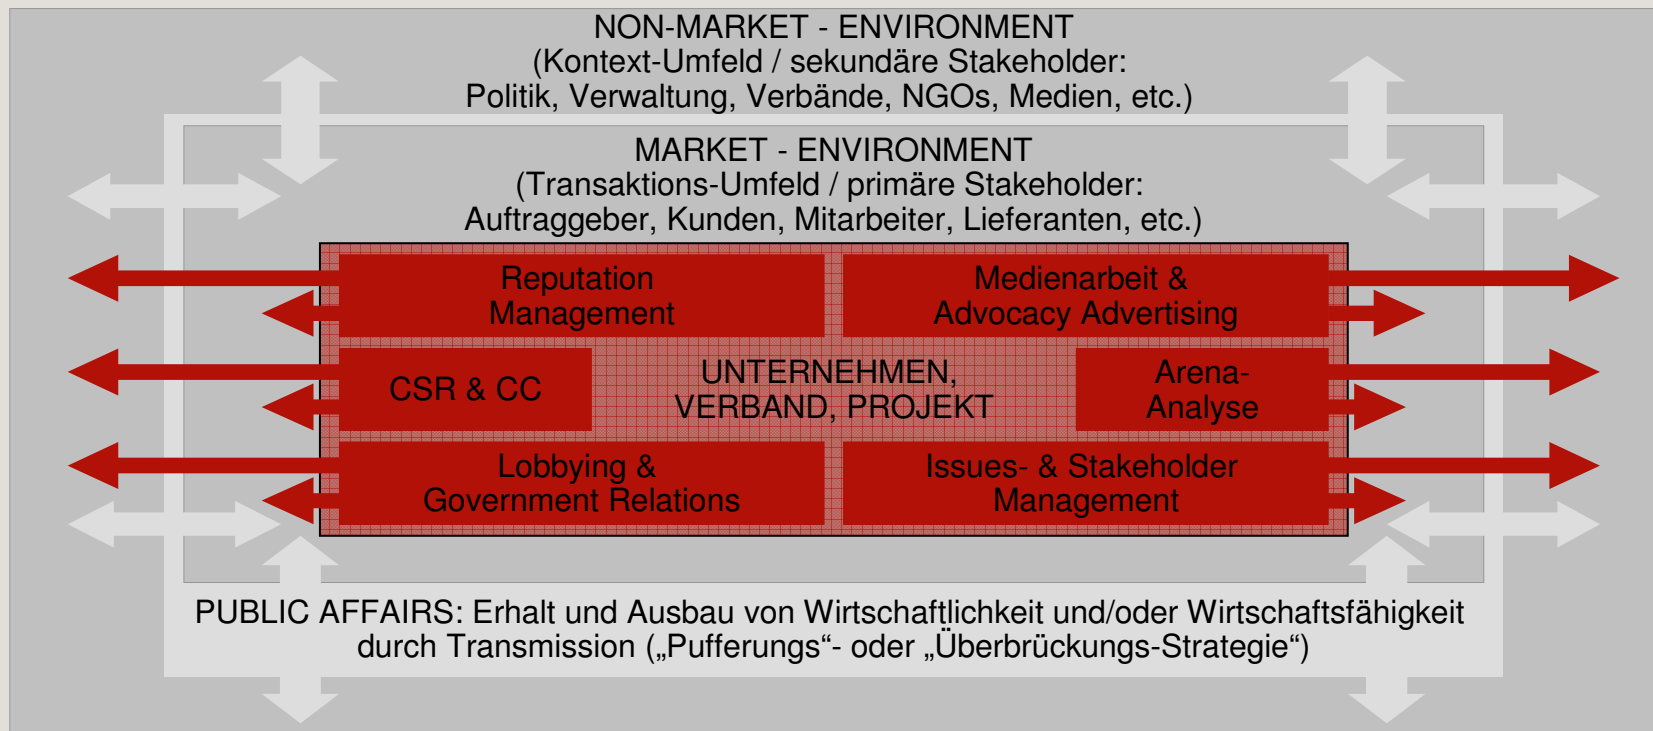 NON-MARKET - ENVIRONMENT
(Kontext-Umfeld / sekundäre Stakeholder:
Politik, Verwaltung, Verbände, NGOs, Medien, etc.)
MARKET - ENVIRONMENT
(Transaktions-Umfeld / primäre Stakeholder:
Auftraggeber, Kunden, Mitarbeiter, Lieferanten, etc.)
Reputation
Management
Medienarbeit &
Advocacy Advertising
CSR & CC
UNTERNEHMEN,
VERBAND, PROJEKT
Arena-
Analyse
Lobbying &
Government Relations
Issues- & Stakeholder
Management
PUBLIC AFFAIRS: Erhalt und Ausbau von Wirtschaftlichkeit und/oder Wirtschaftsfähigkeit
durch Transmission („Pufferungs“- oder „Überbrückungs-Strategie“)